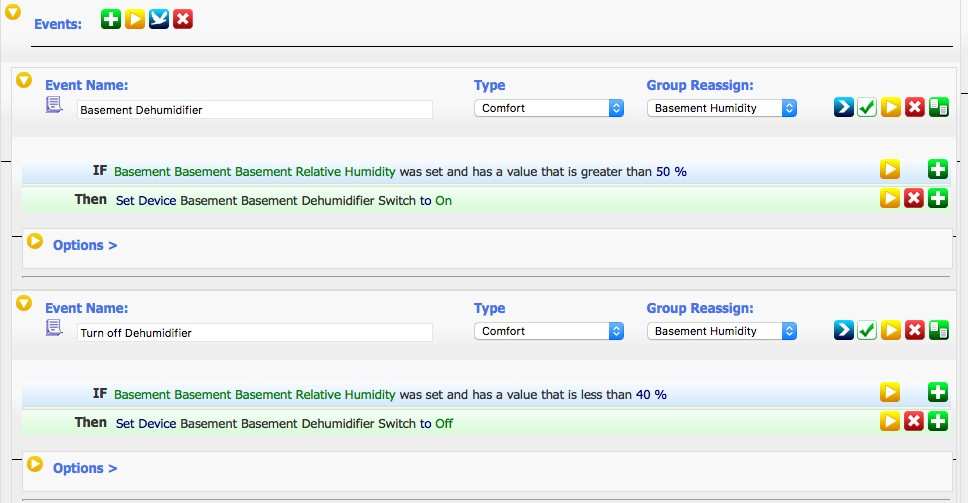 Events:
Event Name: Type Group Reassign:
Basement Dehumidifier Comfort Basement Humidity
IF Basement Basement Basement Relative Humidity was set and has a value that is greater than 50 %
Then Set Device Basement Basement Dehumidifier Switch to On
Options >
Event Name: Type Group Reassign:
Turn off Dehumidifier Comfort Basement Humidity
IF Basement Basement Basement Relative Humidity was set and has a value that is less than 40 %
Then Set Device Basement Basement Dehumidifier Switch to Off
Options >